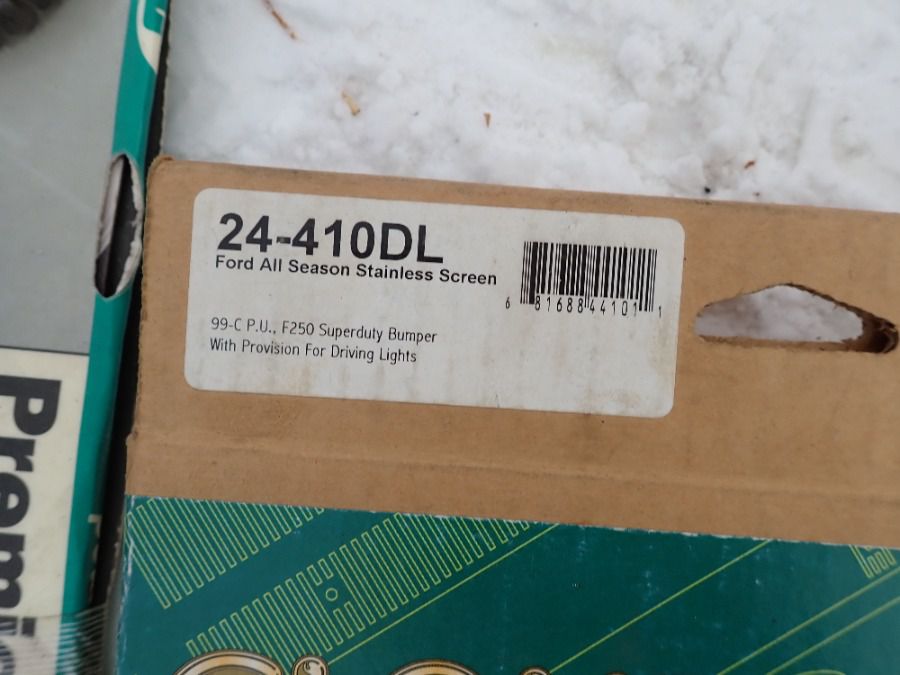 24-410DL
Ford All Season Stainless Screen
6 81688 44101 1
99-C P.U., F250 Superduty Bumper
With Provision For Driving Lights